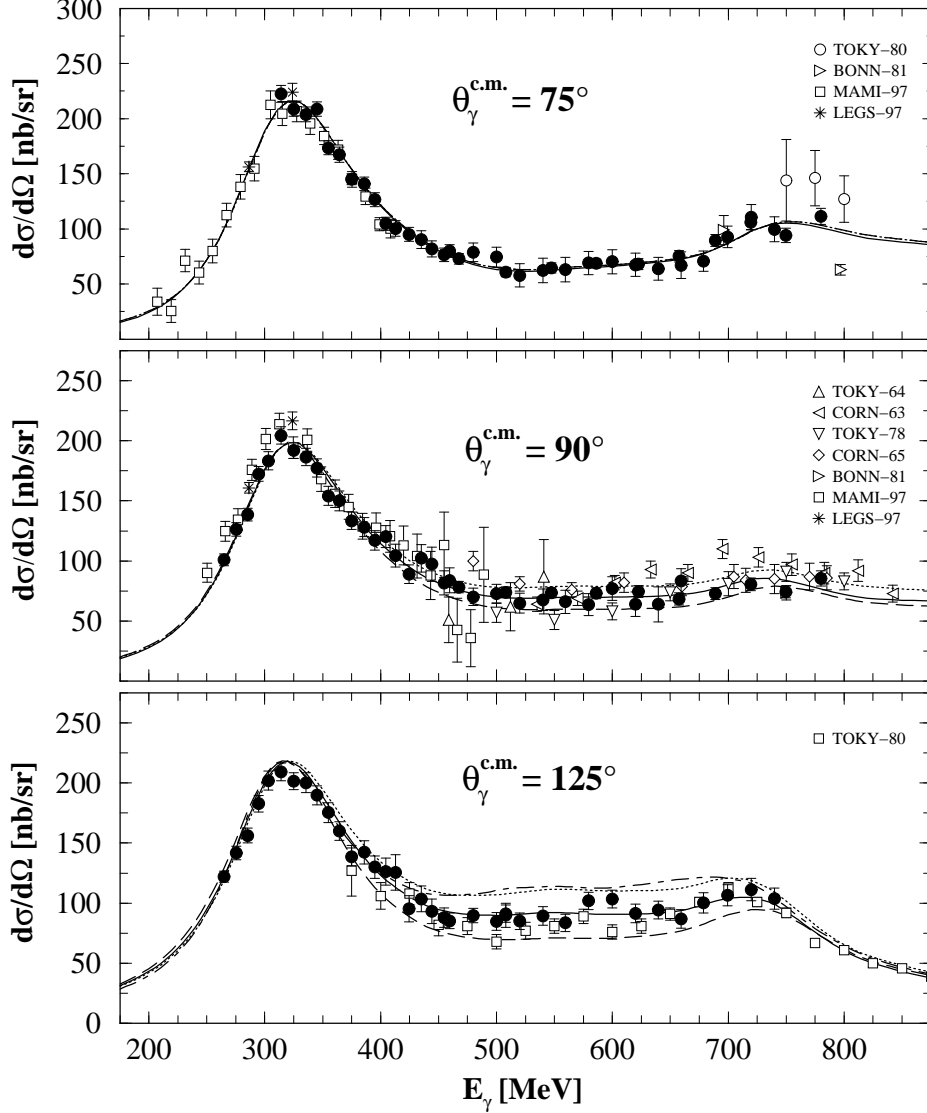 300
250
200
150
100
50
dσ/dΩ [nb/sr]
θγ c.m. = 75°
TOKY−80
BONN−81
MAMI−97
LEGS−97
250
200
150
100
50
dσ/dΩ [nb/sr]
θγ c.m. = 90°
TOKY−64
CORN−63
TOKY−78
CORN−65
BONN−81
MAMI−97
LEGS−97
250
200
150
100
50
0
dσ/dΩ [nb/sr]
θγ c.m. = 125°
TOKY−80
200 300 400 500 600 700 800
Eγ [MeV]